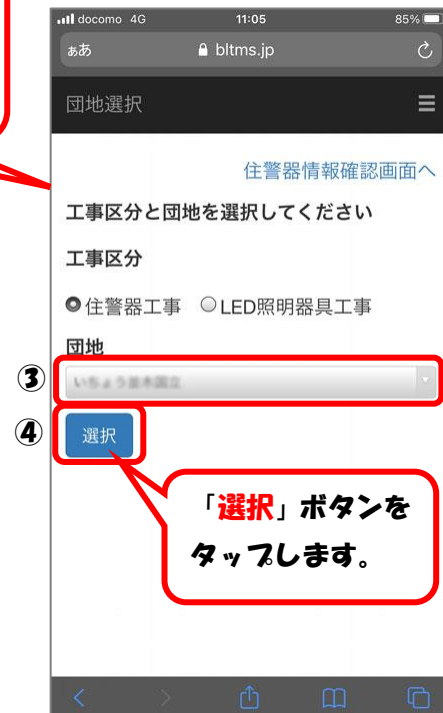 docomo 4G 11:05 85%
ぁあ bltms.jp
団地選択
住警器情報確認画面へ
工事区分と団地を選択してください
工事区分
住警器工事 LED照明器具工事
団地
③
④ 選択
「選択」ボタンを
タップします。